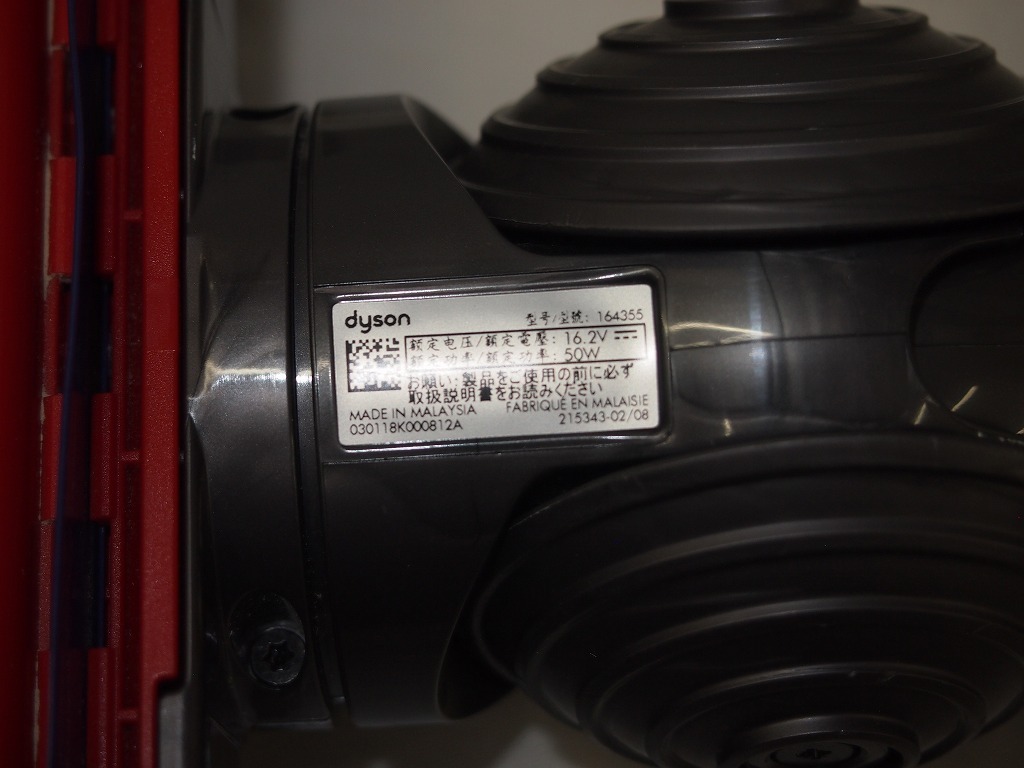 dyson
型号/型號: 164355
额定电压/額定電壓: 16.2V
额定功率/額定功率: 50W
お願い:製品をご使用の前に必ず
取扱説明書をお読みください
MADE IN MALAYSIA FABRIQUÉ EN MALAISIE
030118K000812A 215343-02/08